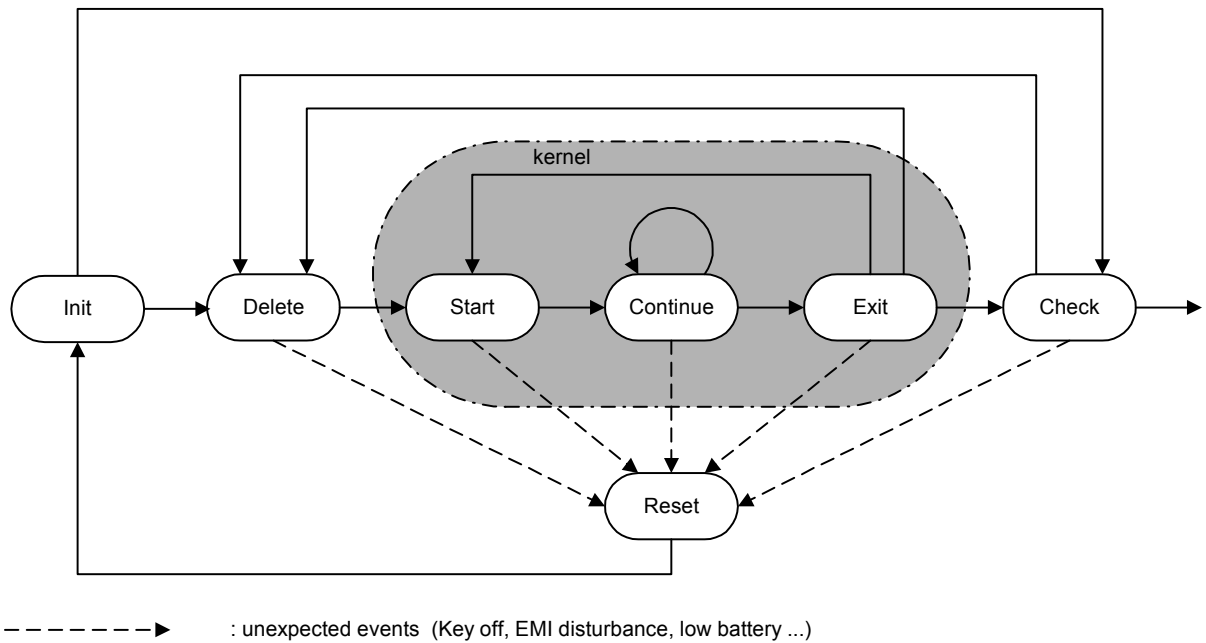 kernel
Init
Delete
Start
Continue
Exit
Check
Reset
: unexpected events (Key off, EMI disturbance, low battery ...)